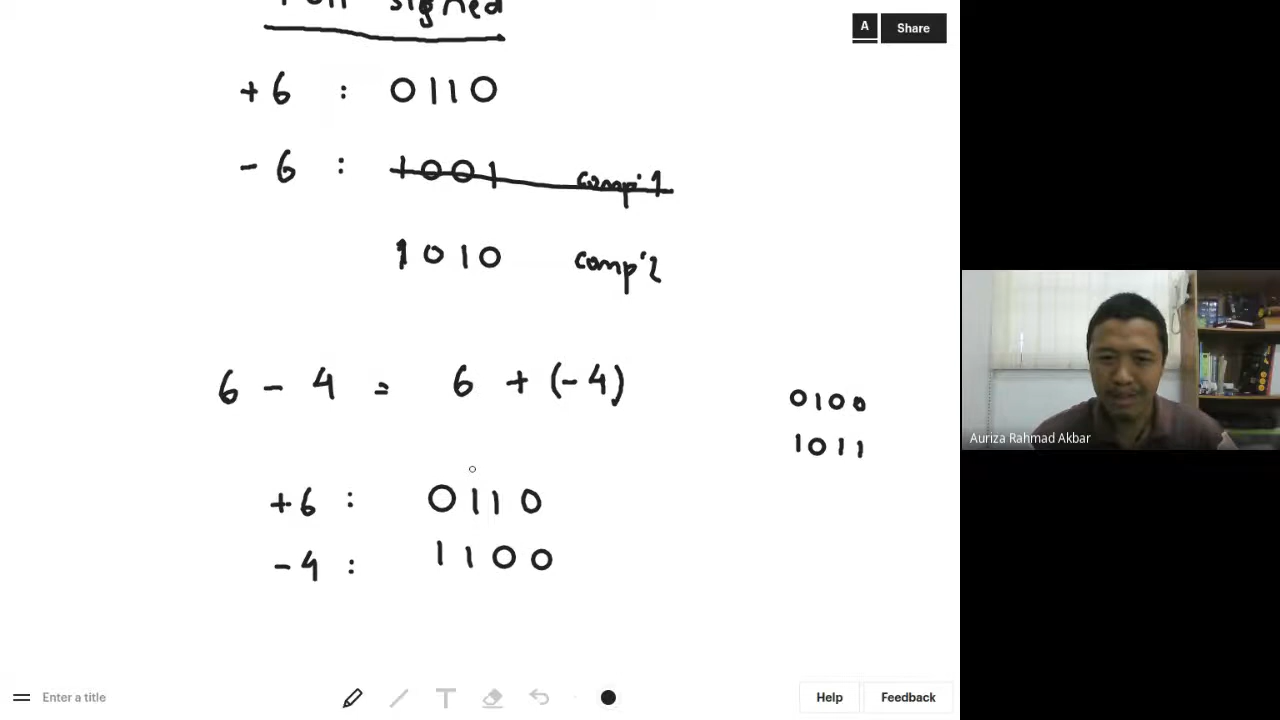 signed
A Share
+6 : 0110
-6 : 1001 comp'1
1010 comp'2
6 - 4 = 6 + (-4)
0100
1011
+6 : 0110
-4 : 1100
Auriza Rahmad Akbar
Enter a title
T
Help Feedback